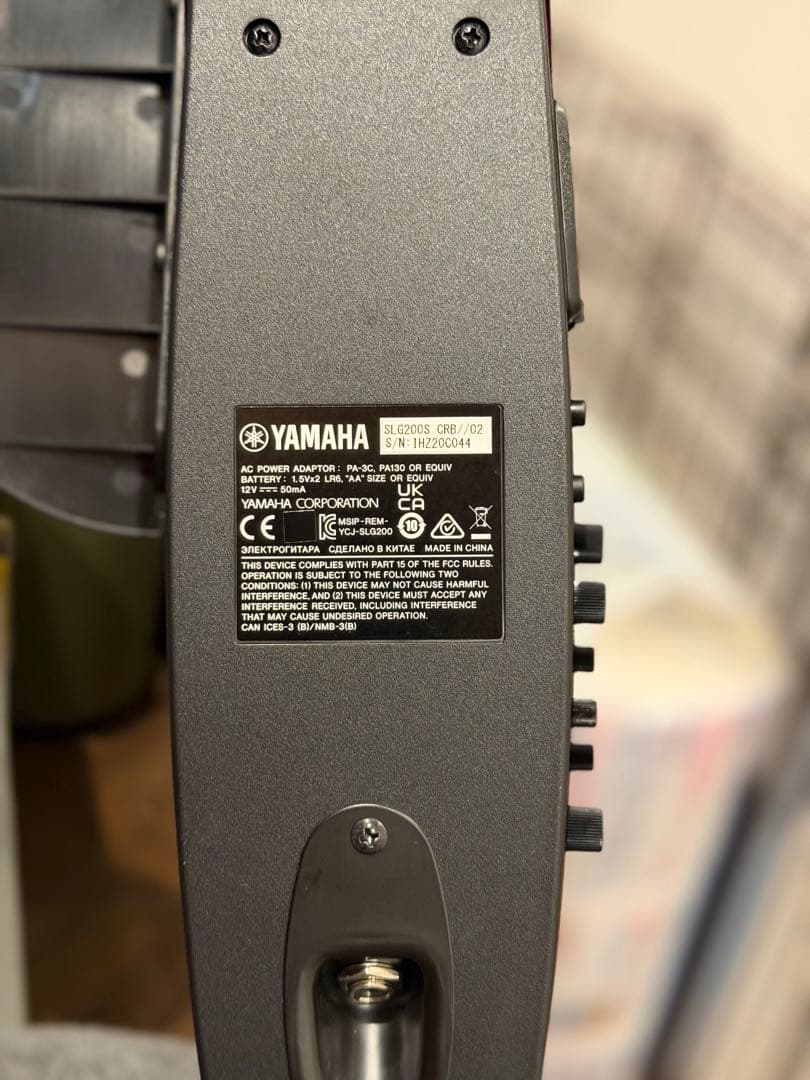 YAMAHA
SLG200S CRB//02
S/N:IHZ20C044
AC POWER ADAPTOR : PA-3C, PA130 OR EQUIV
BATTERY : 1.5Vx2 LR6, "AA" SIZE OR EQUIV
12V 50mA
YAMAHA CORPORATION
UK
CA
CE
MSIP-REM-
YCJ-SLG200
10
ЭЛЕКТРОГИТАРА СДЕЛАНО В КИТАЕ MADE IN CHINA
THIS DEVICE COMPLIES WITH PART 15 OF THE FCC RULES.
OPERATION IS SUBJECT TO THE FOLLOWING TWO
CONDITIONS: (1) THIS DEVICE MAY NOT CAUSE HARMFUL
INTERFERENCE, AND (2) THIS DEVICE MUST ACCEPT ANY
INTERFERENCE RECEIVED, INCLUDING INTERFERENCE
THAT MAY CAUSE UNDESIRED OPERATION.
CAN ICES-3 (B)/NMB-3(B)